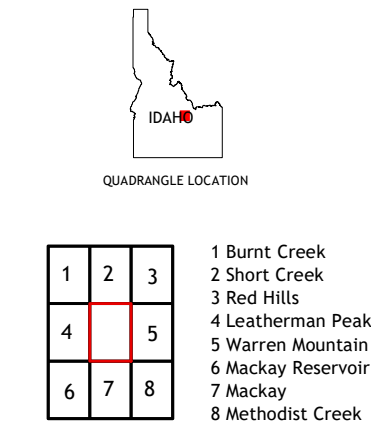 IDAHO
QUADRANGLE LOCATION
1 2 3
4 5
6 7 8
1 Burnt Creek
2 Short Creek
3 Red Hills
4 Leatherman Peak
5 Warren Mountain
6 Mackay Reservoir
7 Mackay
8 Methodist Creek